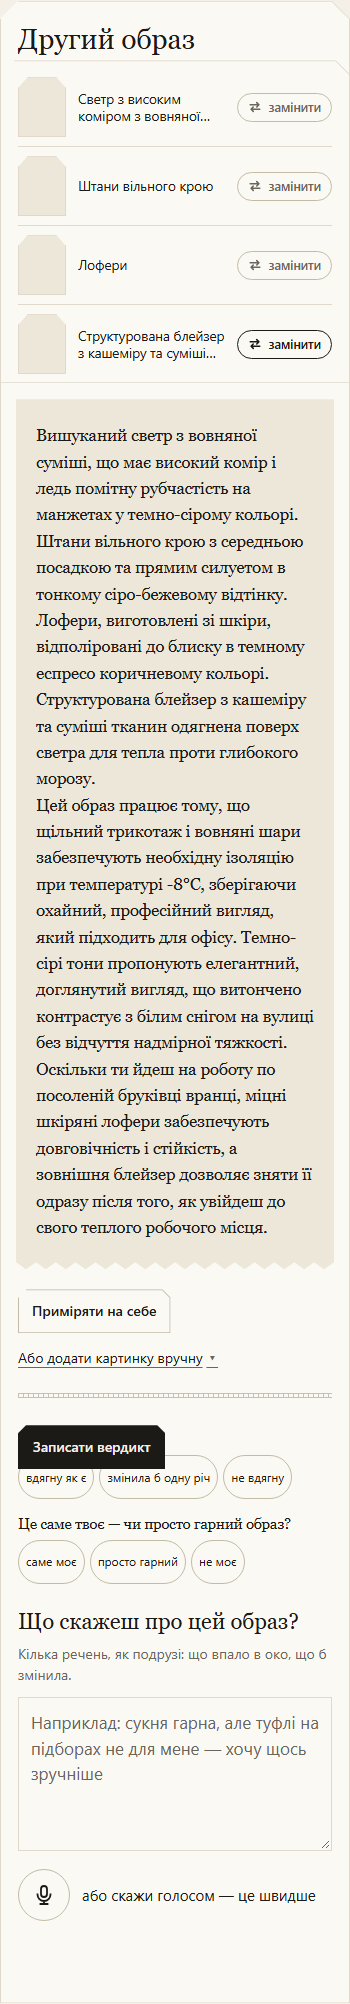 Другий образ
Светр з високим
коміром з вовняної...
замінити
Штани вільного крою
замінити
Лофери
замінити
Структурована блейзер
з кашеміру та суміші...
замінити
Вишуканий светр з вовняної
суміші, що має високий комір і
ледь помітну рубчастість на
манжетах у темно-сірому кольорі.
Штани вільного крою з середньою
посадкою та прямим силуетом в
тонкому сіро-бежевому відтінку.
Лофери, виготовлені зі шкіри,
відполіровані до блиску в темному
еспресо коричневому кольорі.
Структурована блейзер з кашеміру
та суміші тканин одягнена поверх
светра для тепла проти глибокого
морозу.
Цей образ працює тому, що
щільний трикотаж і вовняні шари
забезпечують необхідну ізоляцію
при температурі -8°C, зберігаючи
охайний, професійний вигляд,
який підходить для офісу. Темно-
сірі тони пропонують елегантний,
доглянутий вигляд, що витончено
контрастує з білим снігом на вулиці
без відчуття надмірної тяжкості.
Оскільки ти йдеш на роботу по
посоленій бруківці вранці, міцні
шкіряні лофери забезпечують
довговічність і стійкість, а
зовнішня блейзер дозволяє зняти її
одразу після того, як увійдеш до
свого теплого робочого місця.
Приміряти на себе
Або додати картинку вручну
Записати вердикт
вдягну як є
змінила б одну річ
не вдягну
Це саме твоє — чи просто гарний образ?
саме моє
просто гарний
не моє
Що скажеш про цей образ?
Кілька речень, як подрузі: що впало в око, що б
змінила.
Наприклад: сукня гарна, але туфлі на
підборах не для мене — хочу щось
зручніше
або скажи голосом — це швидше